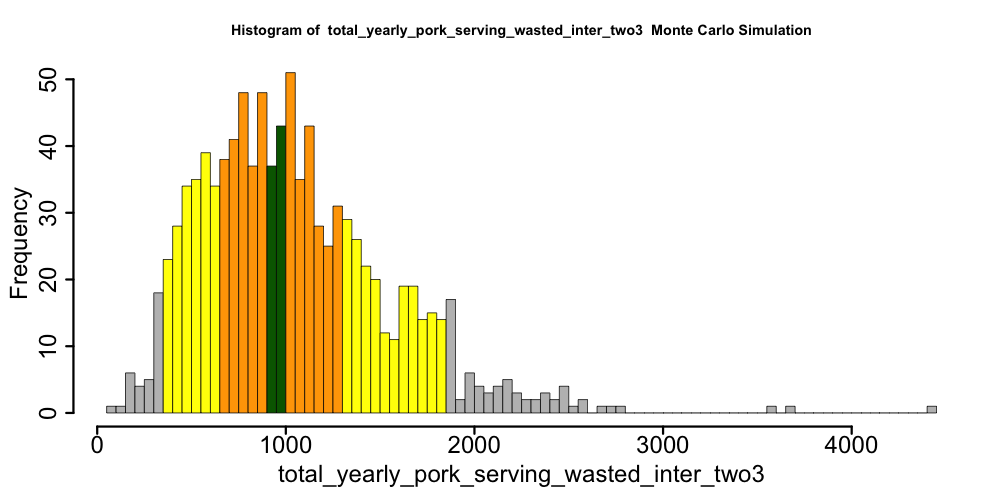 Histogram of  total_yearly_pork_serving_wasted_inter_two3  Monte Carlo Simulation
Frequency
50
40
30
20
10
0
0 1000 2000 3000 4000
total_yearly_pork_serving_wasted_inter_two3